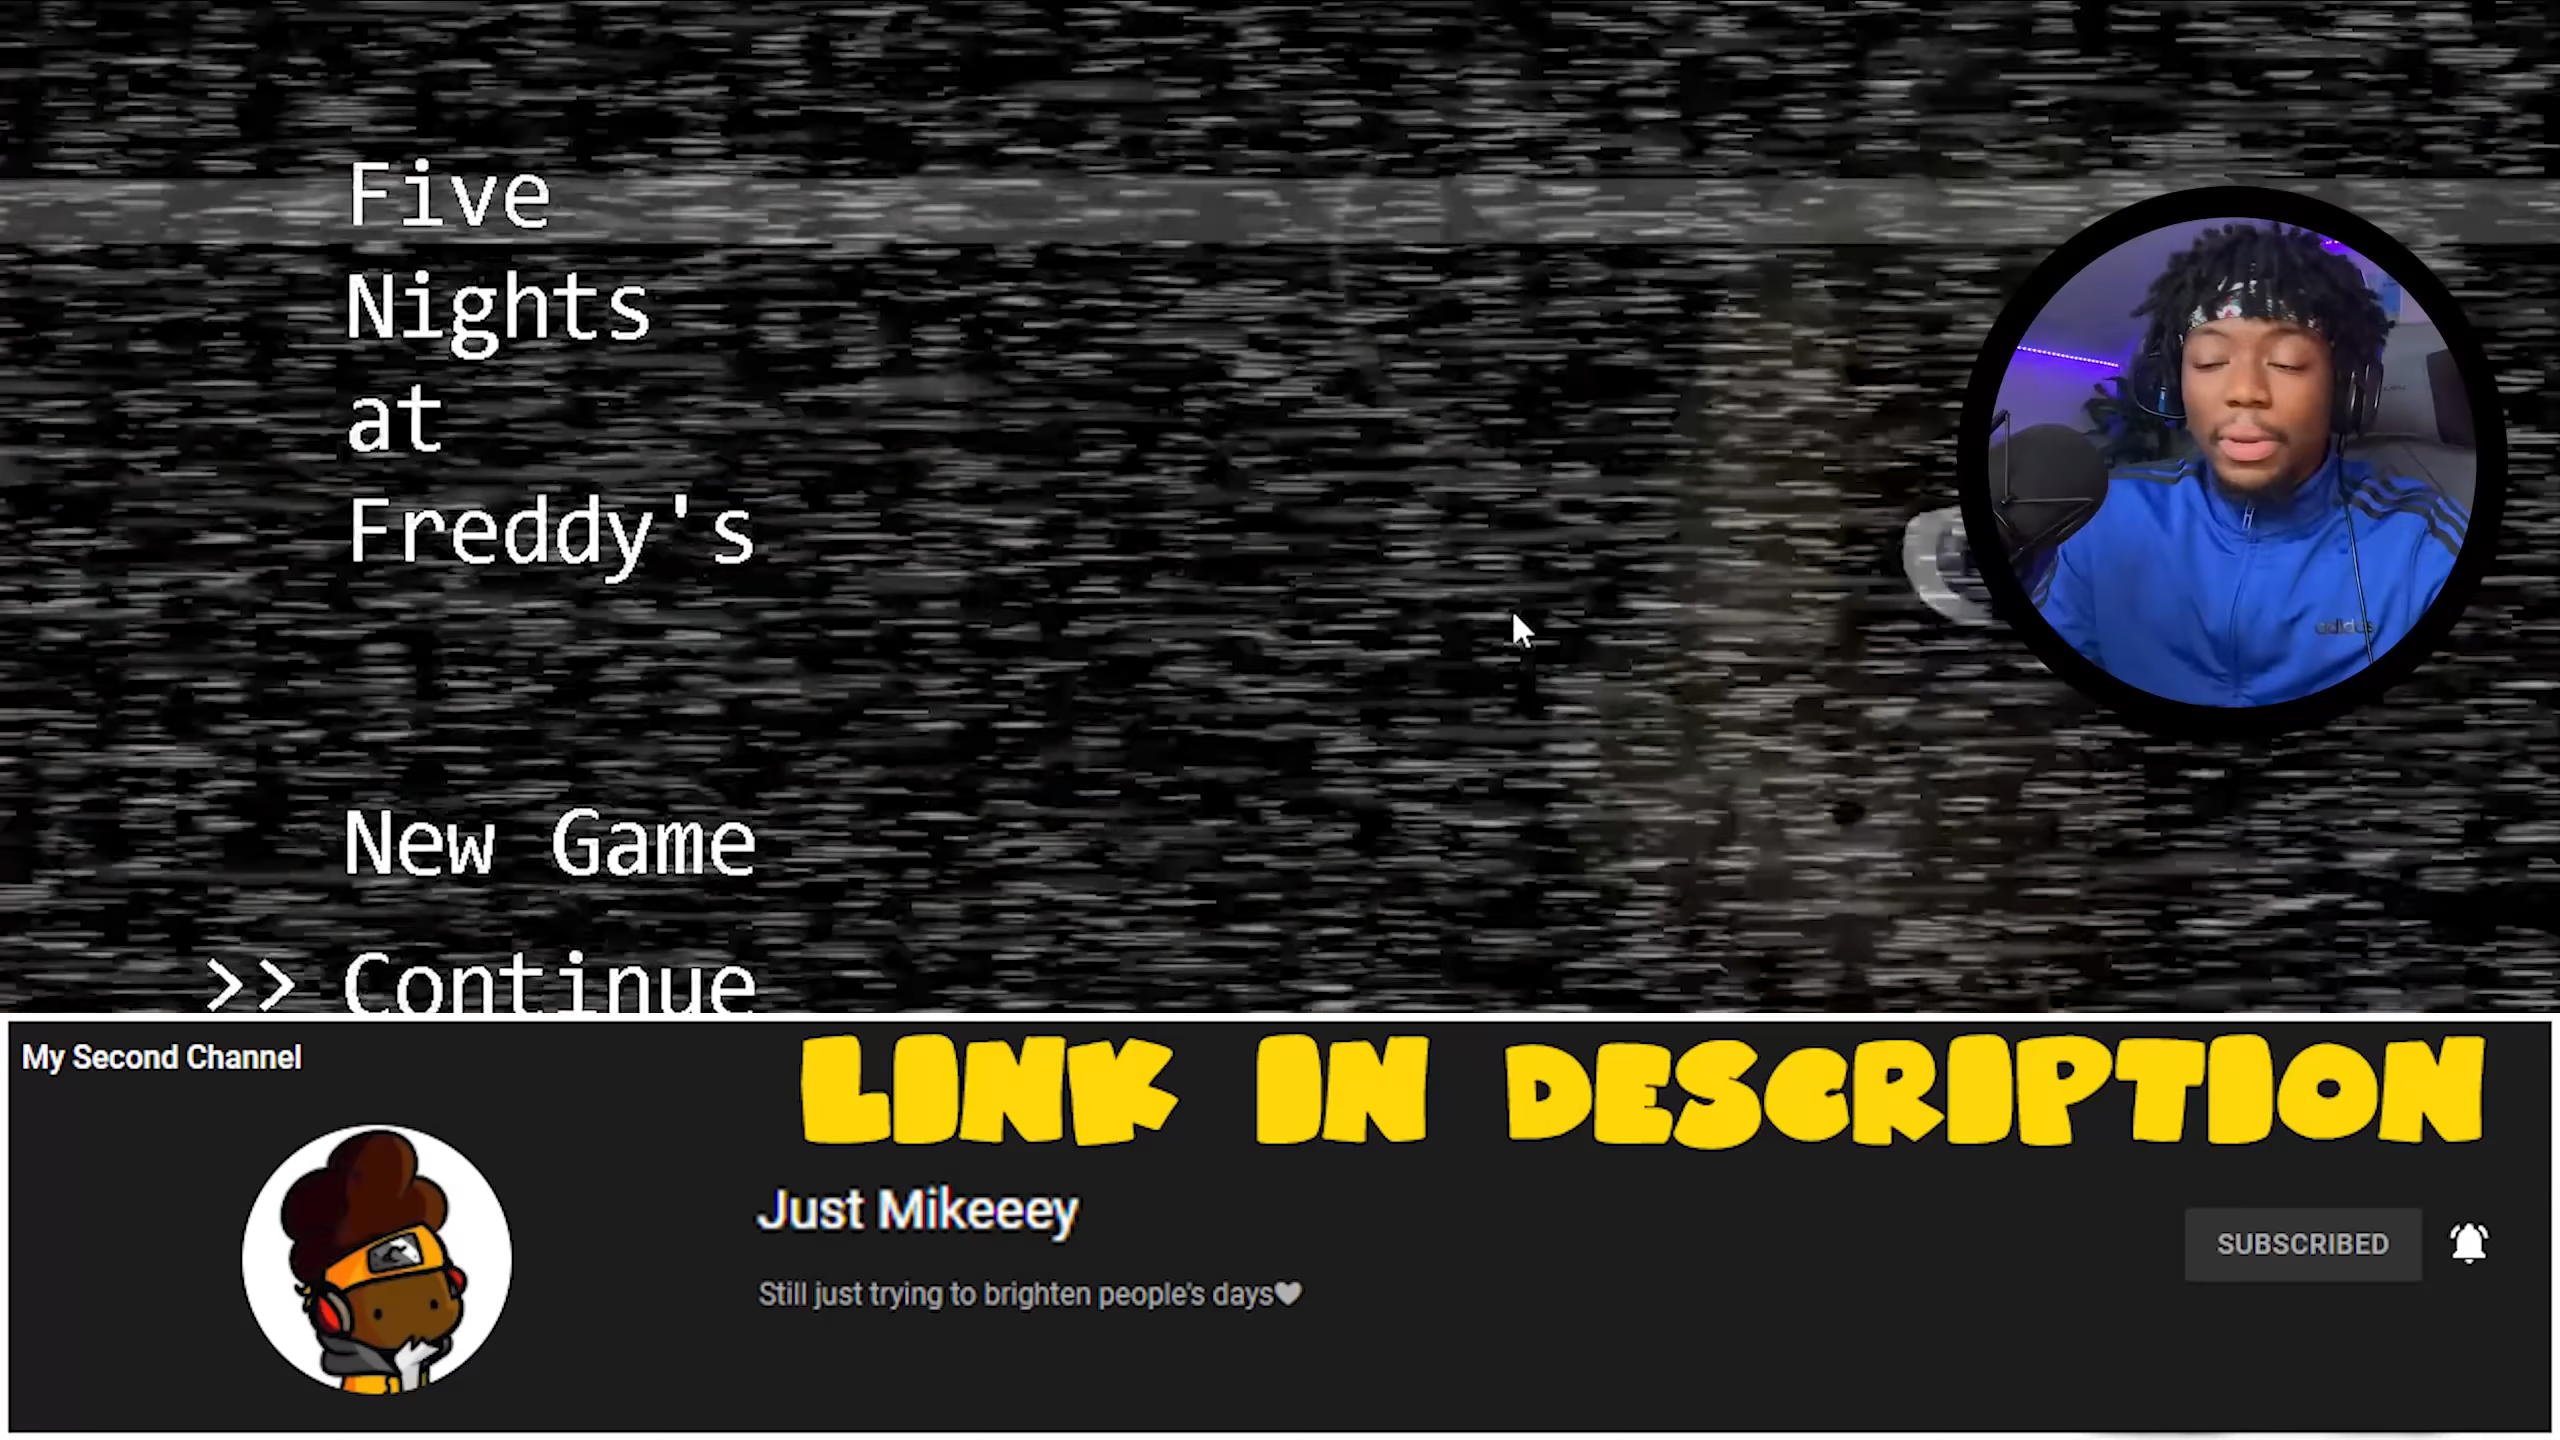 Five
Nights
at
Freddy's
New Game
>> Continue
My Second Channel
LINK IN DESCRIPTION
Just Mikeeey
SUBSCRIBED
Still just trying to brighten people's days🖤
adidas